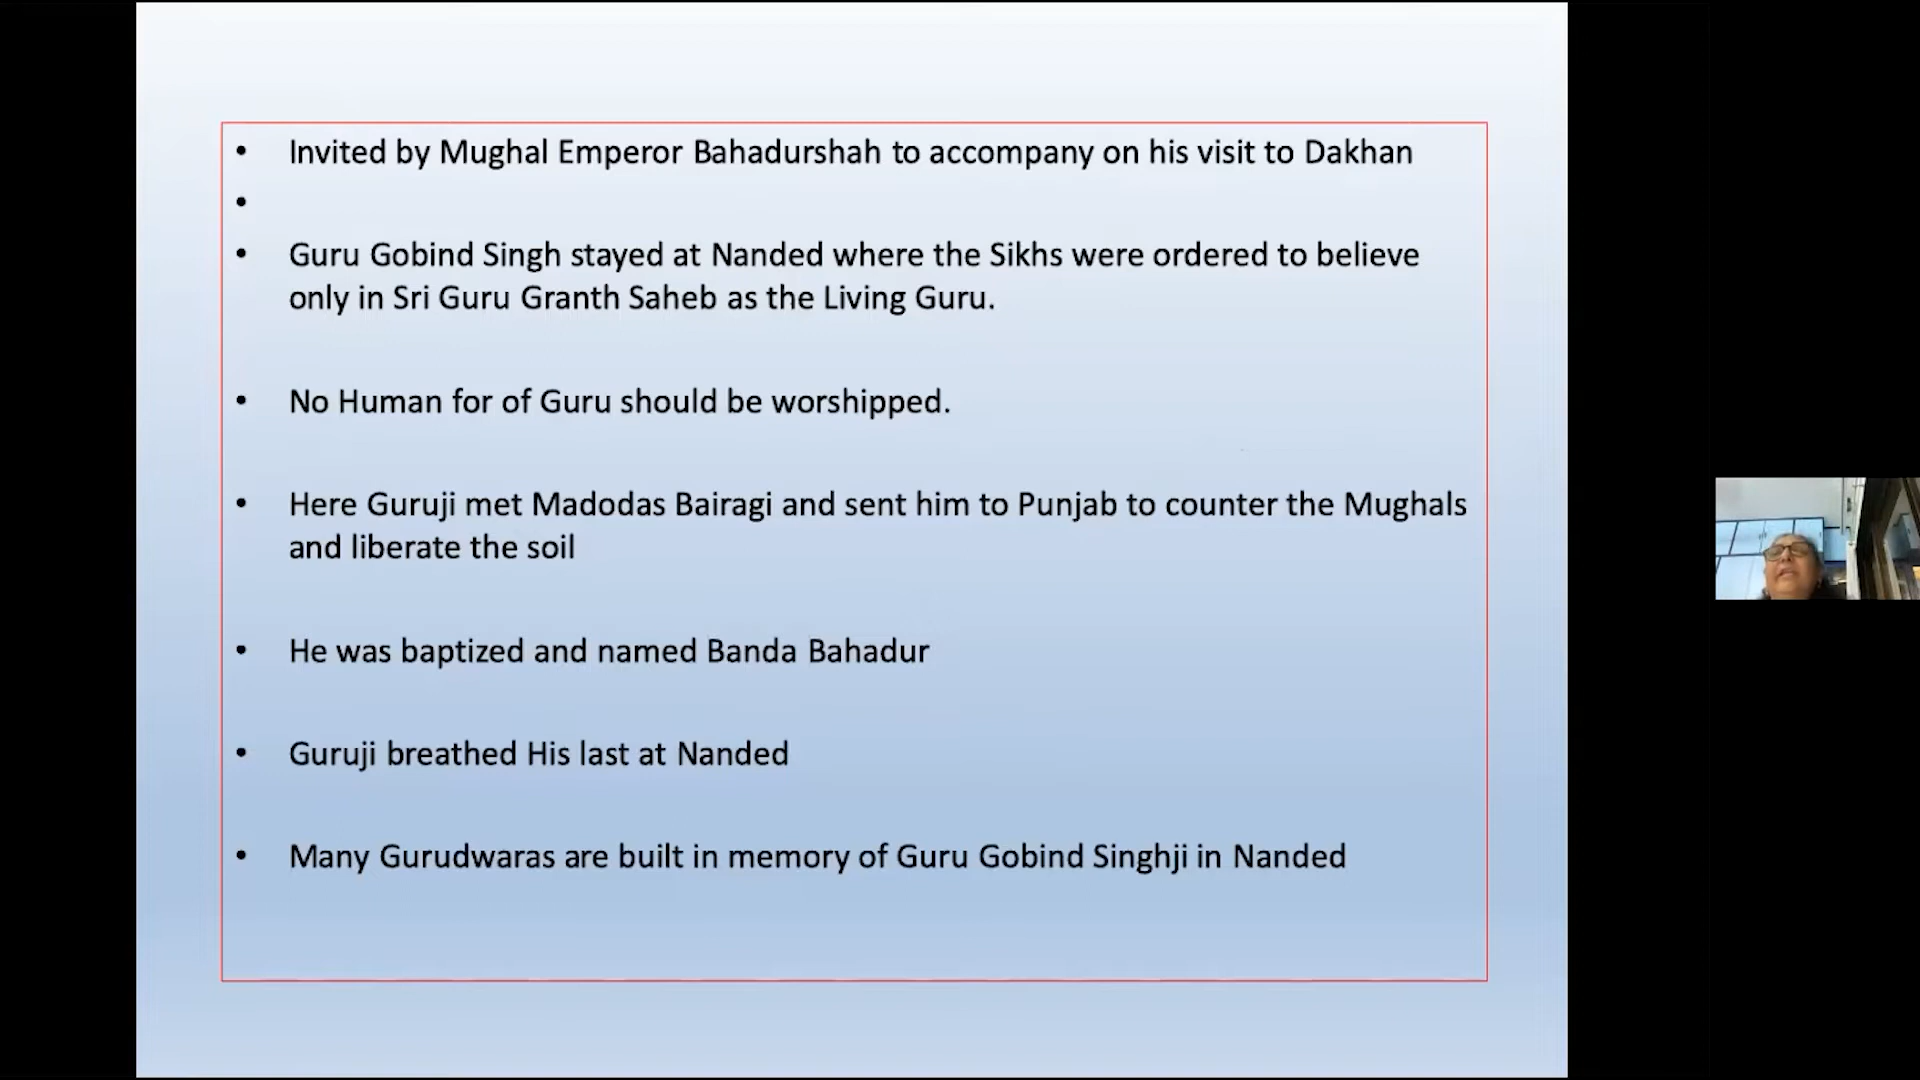 • Invited by Mughal Emperor Bahadurshah to accompany on his visit to Dakhan
•
• Guru Gobind Singh stayed at Nanded where the Sikhs were ordered to believe
only in Sri Guru Granth Saheb as the Living Guru.
• No Human for of Guru should be worshipped.
• Here Guruji met Madodas Bairagi and sent him to Punjab to counter the Mughals
and liberate the soil
• He was baptized and named Banda Bahadur
• Guruji breathed His last at Nanded
• Many Gurudwaras are built in memory of Guru Gobind Singhji in Nanded